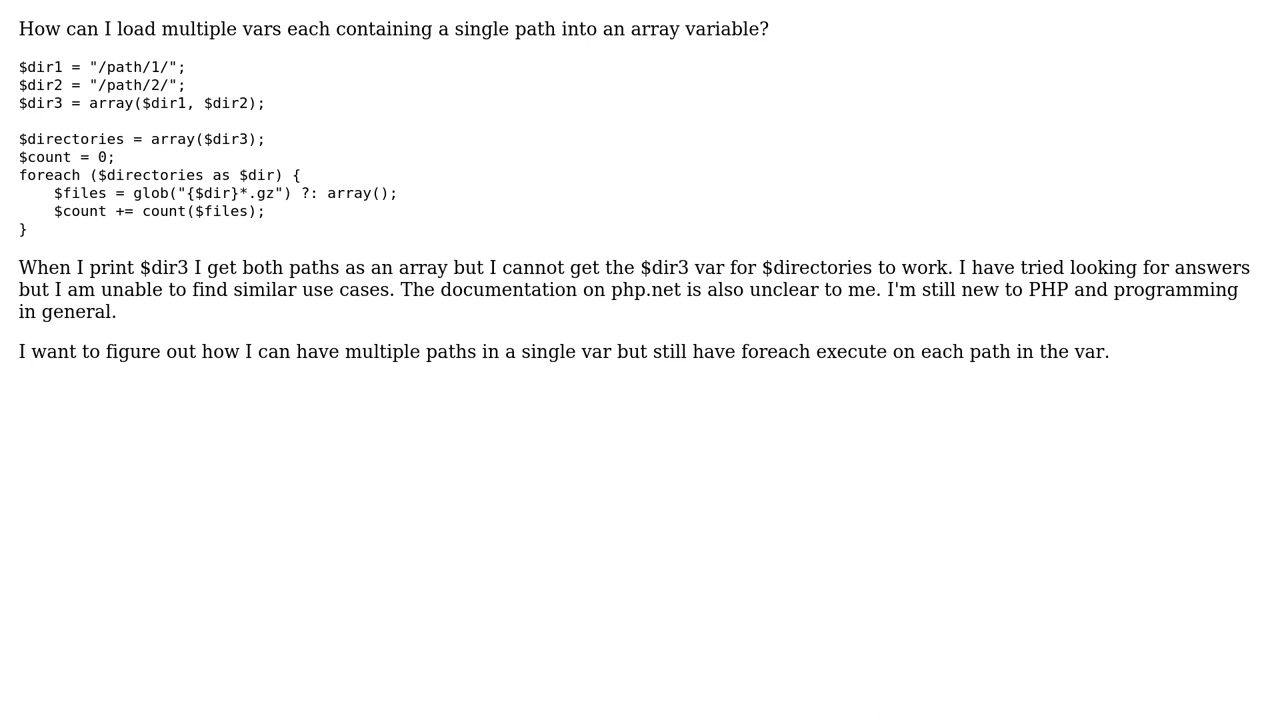 How can I load multiple vars each containing a single path into an array variable?
$dir1 = "/path/1/";
$dir2 = "/path/2/";
$dir3 = array($dir1, $dir2);
$directories = array($dir3);
$count = 0;
foreach ($directories as $dir) {
    $files = glob("{$dir}*.gz") ?: array();
    $count += count($files);
}
When I print $dir3 I get both paths as an array but I cannot get the $dir3 var for $directories to work. I have tried looking for answers
but I am unable to find similar use cases. The documentation on php.net is also unclear to me. I'm still new to PHP and programming
in general.
I want to figure out how I can have multiple paths in a single var but still have foreach execute on each path in the var.